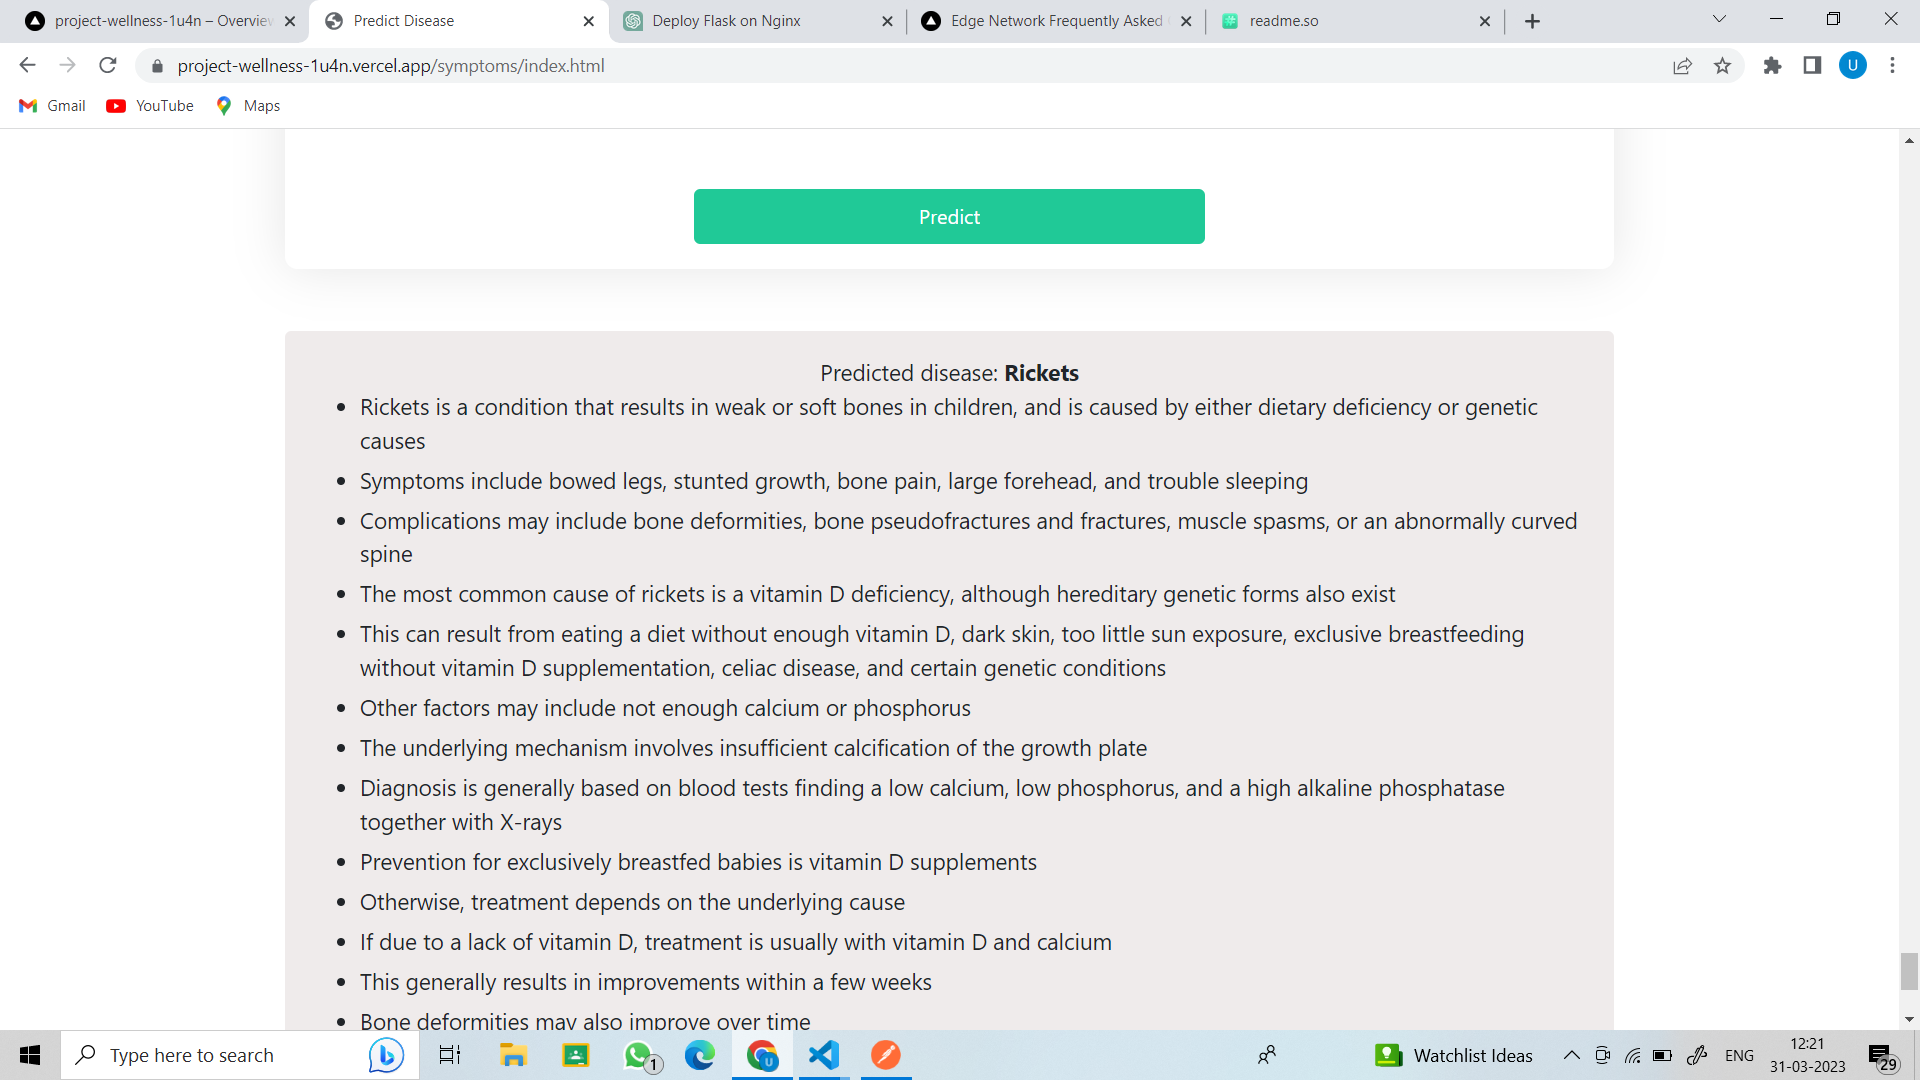 project-wellness-1u4n – Overview
Predict Disease
Deploy Flask on Nginx
Edge Network Frequently Asked
readme.so
project-wellness-1u4n.vercel.app/symptoms/index.html
U
Gmail
YouTube
Maps
Predict
Predicted disease: Rickets
Rickets is a condition that results in weak or soft bones in children, and is caused by either dietary deficiency or genetic
causes
Symptoms include bowed legs, stunted growth, bone pain, large forehead, and trouble sleeping
Complications may include bone deformities, bone pseudofractures and fractures, muscle spasms, or an abnormally curved
spine
The most common cause of rickets is a vitamin D deficiency, although hereditary genetic forms also exist
This can result from eating a diet without enough vitamin D, dark skin, too little sun exposure, exclusive breastfeeding
without vitamin D supplementation, celiac disease, and certain genetic conditions
Other factors may include not enough calcium or phosphorus
The underlying mechanism involves insufficient calcification of the growth plate
Diagnosis is generally based on blood tests finding a low calcium, low phosphorus, and a high alkaline phosphatase
together with X-rays
Prevention for exclusively breastfed babies is vitamin D supplements
Otherwise, treatment depends on the underlying cause
If due to a lack of vitamin D, treatment is usually with vitamin D and calcium
This generally results in improvements within a few weeks
Bone deformities may also improve over time
Type here to search
1
U
Watchlist Ideas
ENG
12:21
31-03-2023
29